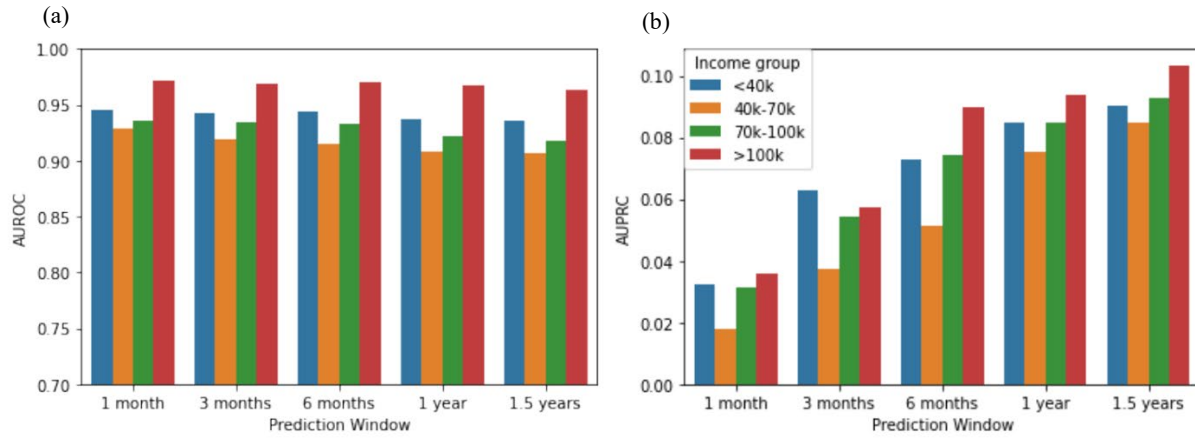 (a)
1.00
0.95
0.90
0.85
0.80
0.75
0.70
AUROC
1 month 3 months 6 months 1 year 1.5 years
Prediction Window
(b)
0.10
0.08
0.06
0.04
0.02
0.00
AUPRC
Income group
<40k
40k-70k
70k-100k
>100k
1 month 3 months 6 months 1 year 1.5 years
Prediction Window